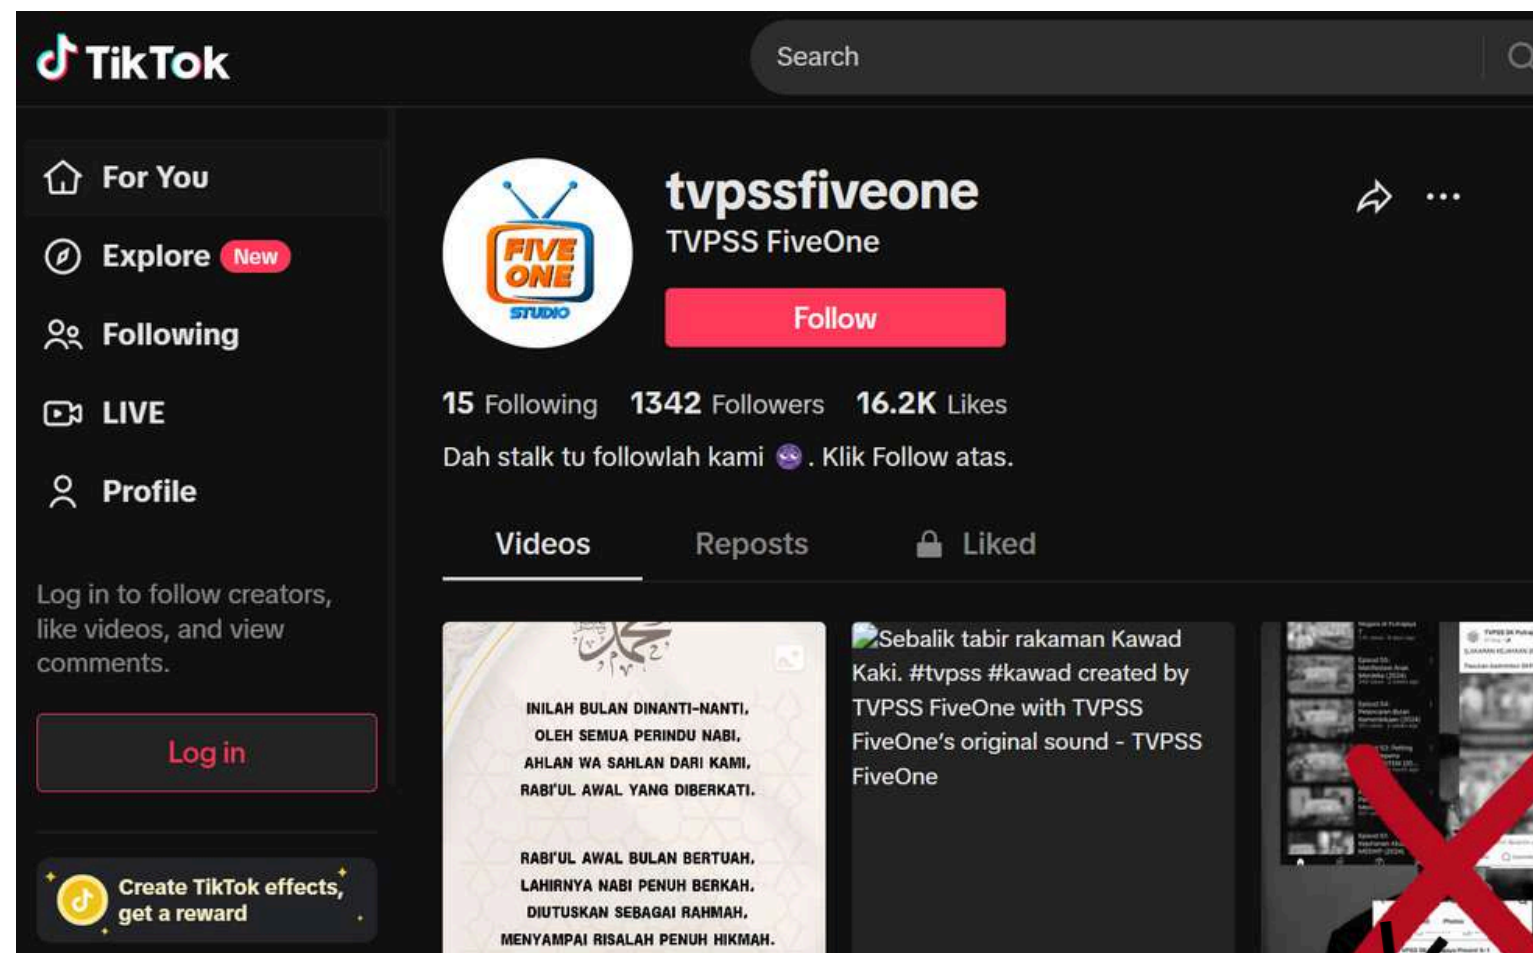 TikTok
Search
For You
Explore New
Following
LIVE
Profile
Log in to follow creators,
like videos, and view
comments.
Log in
Create TikTok effects,
get a reward
FIVE
ONE
STUDIO
tvpssfiveone
TVPSS FiveOne
Follow
15 Following 1342 Followers 16.2K Likes
Dah stalk tu followlah kami 😚. Klik Follow atas.
Videos Reposts Liked
INILAH BULAN DINANTI-NANTI,
OLEH SEMUA PERINDU NABI,
AHLAN WA SAHLAN DARI KAMI,
RABI'UL AWAL YANG DIBERKATI.
RABI'UL AWAL BULAN BERTUAH,
LAHIRNYA NABI PENUH BERKAH,
DIUTUSKAN SEBAGAI RAHMAH,
MENYAMPAI RISALAH PENUH HIKMAH.
Sebalik tabir rakaman Kawad
Kaki. #tvpss #kawad created by
TVPSS FiveOne with TVPSS
FiveOne's original sound - TVPSS
FiveOne